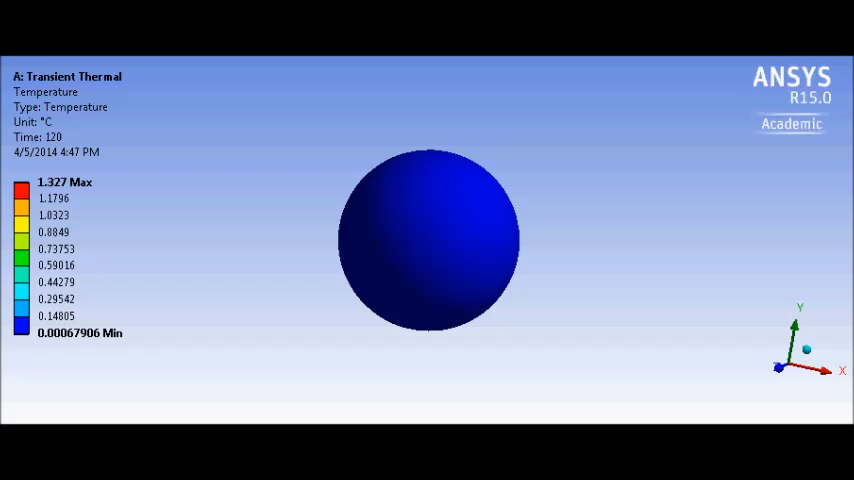 A: Transient Thermal
Temperature
Type: Temperature
Unit: °C
Time: 120
4/5/2014 4:47 PM
1.327 Max
1.1796
1.0323
0.8849
0.73753
0.59016
0.44279
0.29542
0.14805
0.00067906 Min
ANSYS
R15.0
Academic
Y
X